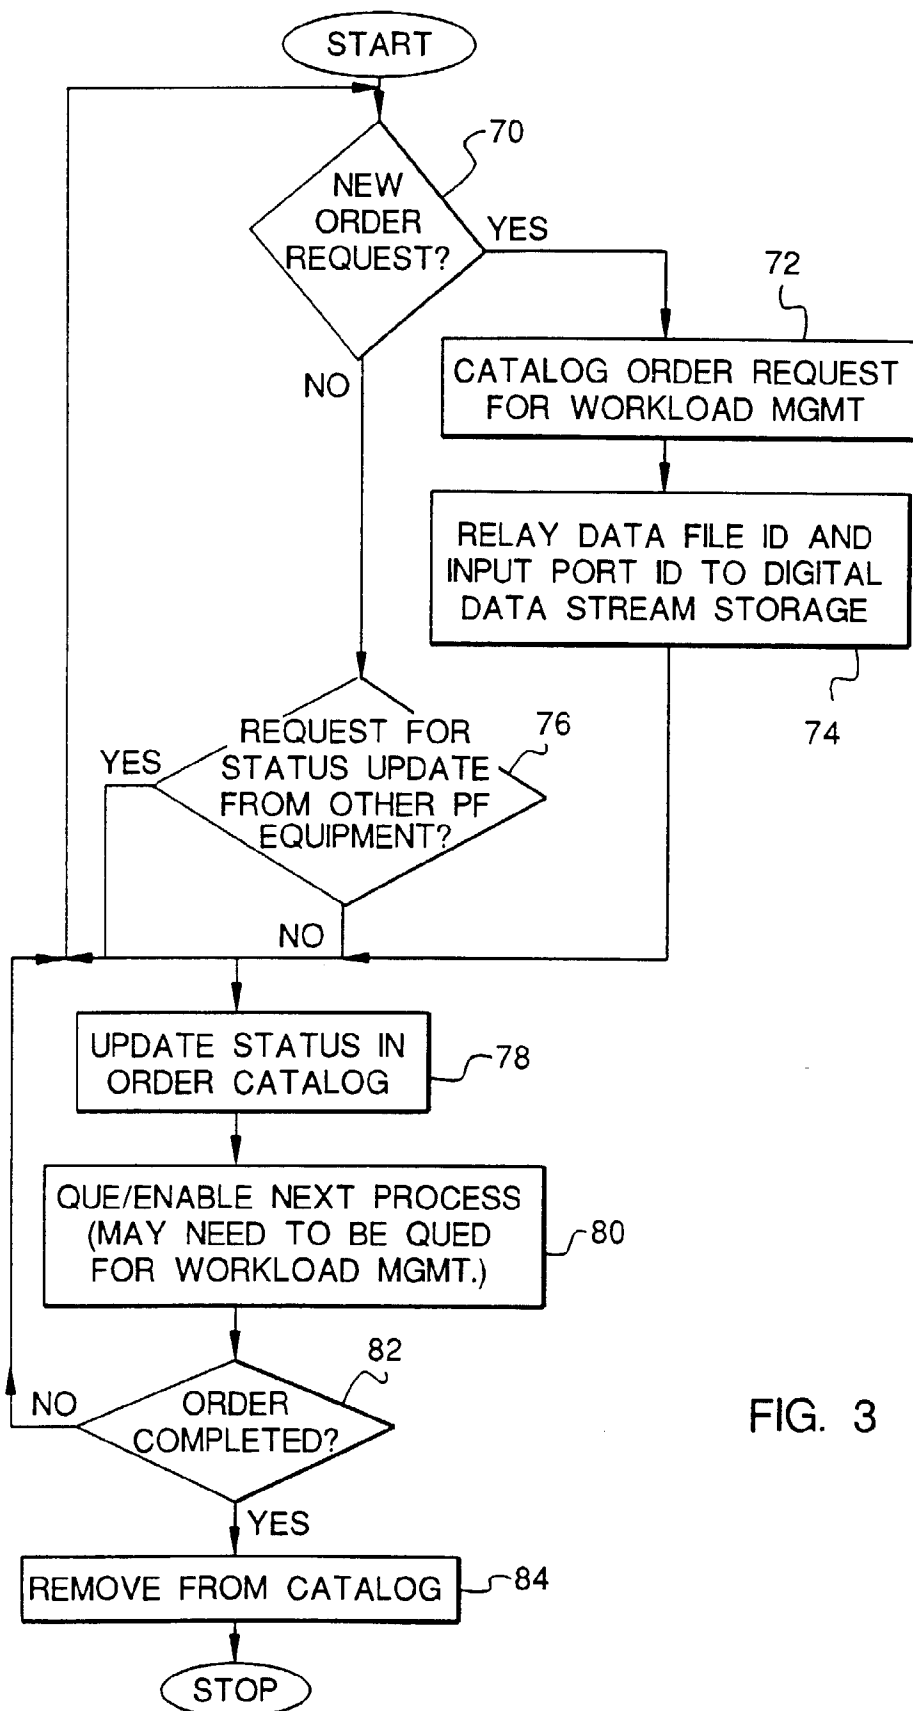 START
70
NEW
ORDER
REQUEST?
YES
NO
72
CATALOG ORDER REQUEST
FOR WORKLOAD MGMT
RELAY DATA FILE ID AND
INPUT PORT ID TO DIGITAL
DATA STREAM STORAGE
74
REQUEST FOR
STATUS UPDATE
FROM OTHER PF
EQUIPMENT?
76
YES
NO
UPDATE STATUS IN
ORDER CATALOG
78
QUE/ENABLE NEXT PROCESS
(MAY NEED TO BE QUED
FOR WORKLOAD MGMT.)
80
82
ORDER
COMPLETED?
NO
YES
FIG. 3
REMOVE FROM CATALOG
84
STOP